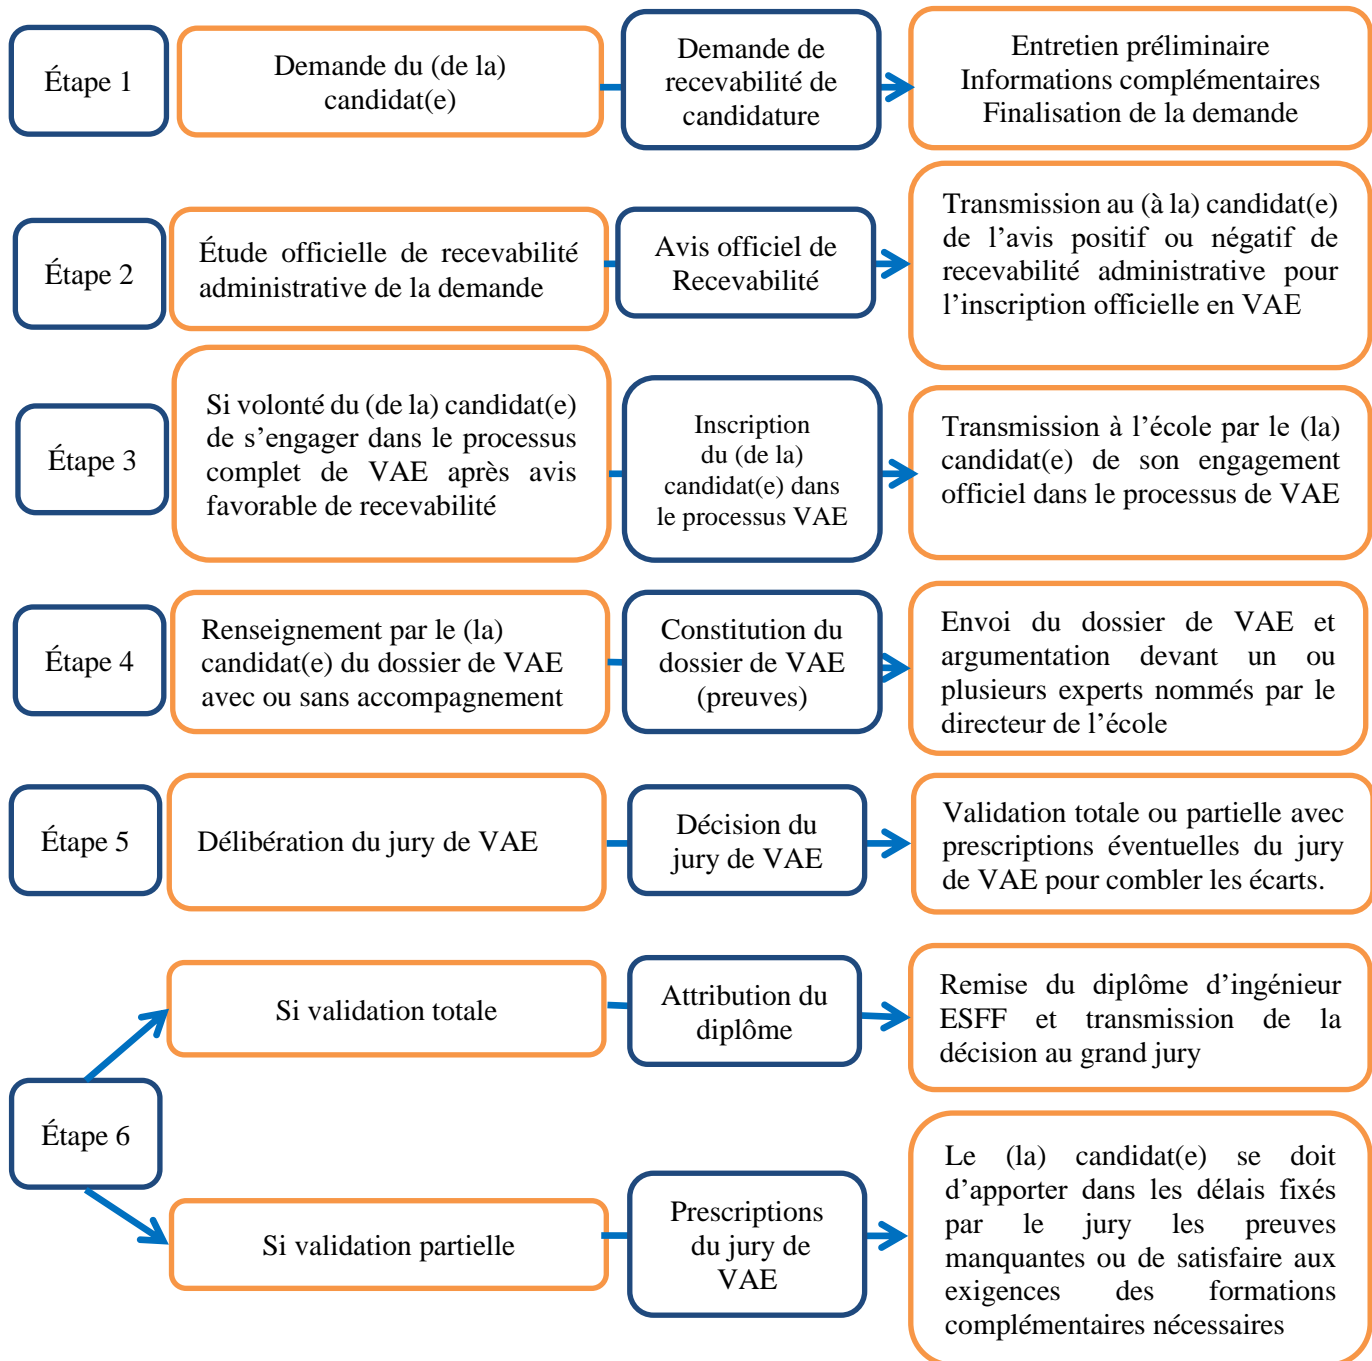 Étape 1
Demande du (de la)
candidat(e)
Demande de
recevabilité de
candidature
Entretien préliminaire
Informations complémentaires
Finalisation de la demande
Étape 2
Étude officielle de recevabilité
administrative de la demande
Avis officiel de
Recevabilité
Transmission au (à la) candidat(e)
de l’avis positif ou négatif de
recevabilité administrative pour
l’inscription officielle en VAE
Étape 3
Si volonté du (de la) candidat(e)
de s’engager dans le processus
complet de VAE après avis
favorable de recevabilité
Inscription
du (de la)
candidat(e) dans
le processus VAE
Transmission à l’école par le (la)
candidat(e) de son engagement
officiel dans le processus de VAE
Étape 4
Renseignement par le (la)
candidat(e) du dossier de VAE
avec ou sans accompagnement
Constitution du
dossier de VAE
(preuves)
Envoi du dossier de VAE et
argumentation devant un ou
plusieurs experts nommés par le
directeur de l’école
Étape 5
Délibération du jury de VAE
Décision du
jury de VAE
Validation totale ou partielle avec
prescriptions éventuelles du jury
de VAE pour combler les écarts.
Étape 6
Si validation totale
Attribution du
diplôme
Remise du diplôme d’ingénieur
ESFF et transmission de la
décision au grand jury
Si validation partielle
Prescriptions
du jury de
VAE
Le (la) candidat(e) se doit
d’apporter dans les délais fixés
par le jury les preuves
manquantes ou de satisfaire aux
exigences des formations
complémentaires nécessaires